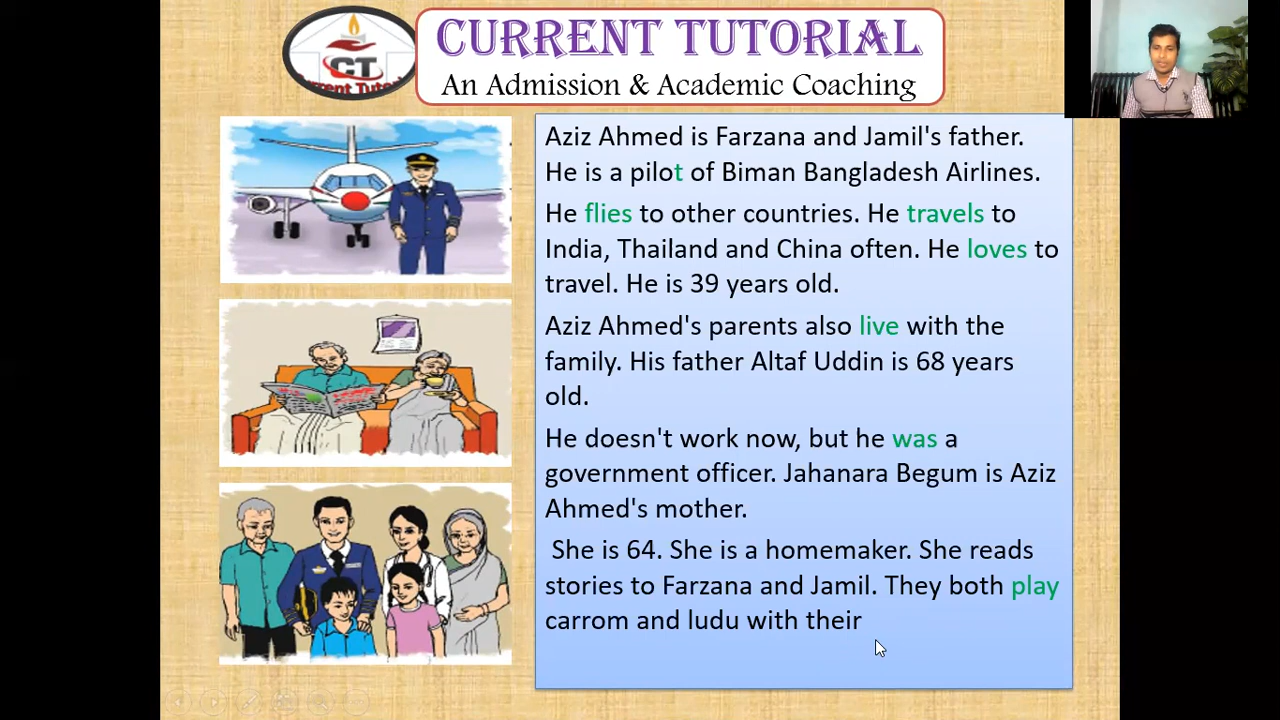 CURRENT TUTORIAL
An Admission & Academic Coaching
CT
rrent Tuto
Aziz Ahmed is Farzana and Jamil's father.
He is a pilot of Biman Bangladesh Airlines.
He flies to other countries. He travels to
India, Thailand and China often. He loves to
travel. He is 39 years old.
Aziz Ahmed's parents also live with the
family. His father Altaf Uddin is 68 years
old.
He doesn't work now, but he was a
government officer. Jahanara Begum is Aziz
Ahmed's mother.
She is 64. She is a homemaker. She reads
stories to Farzana and Jamil. They both play
carrom and ludu with their